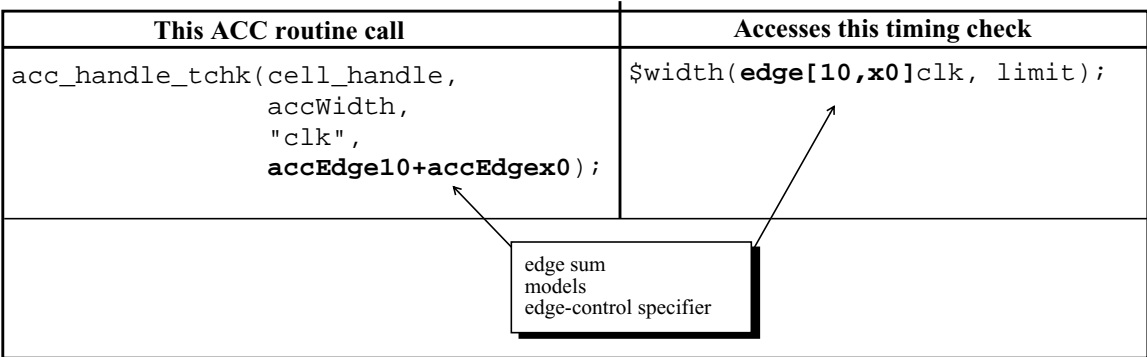 This ACC routine call
Accesses this timing check
acc_handle_tchk(cell_handle,
accWidth,
"clk",
accEdge10+accEdgex0);
$width(edge[10,x0]clk, limit);
edge sum
models
edge-control specifier